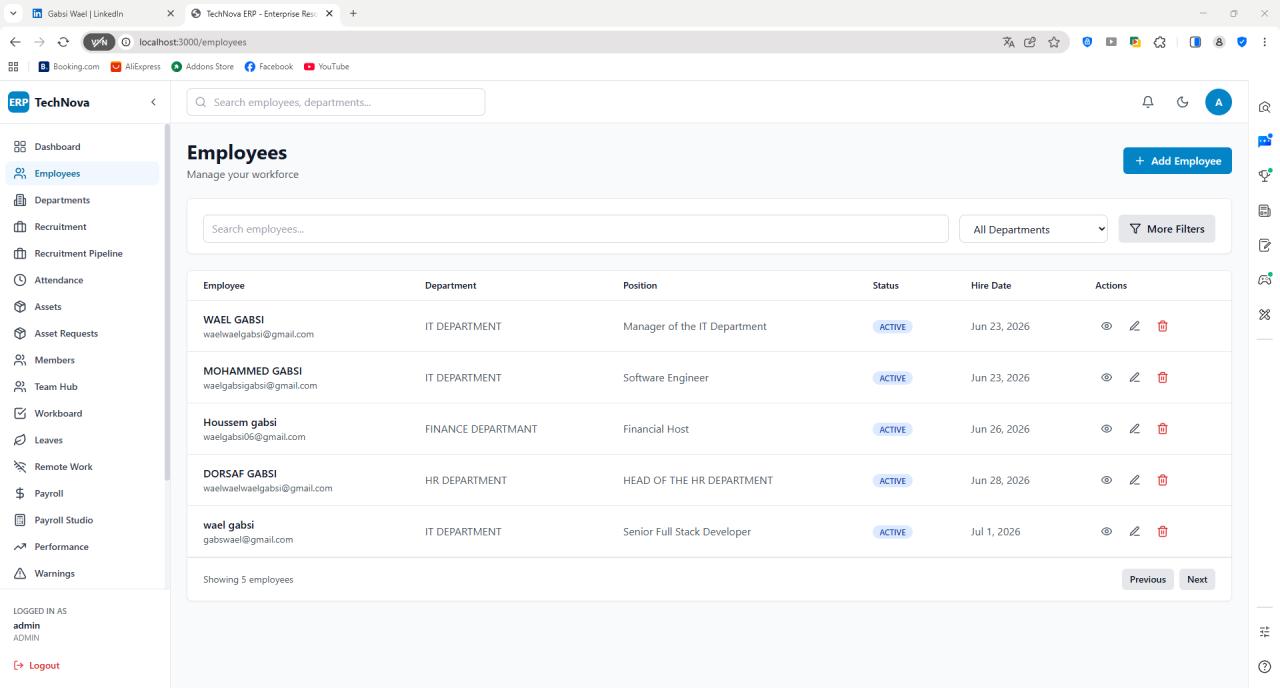 Gabsi Wael | LinkedIn
TechNova ERP - Enterprise Reso
VPN
localhost:3000/employees
Booking.com
AliExpress
Addons Store
Facebook
YouTube
ERP TechNova
Search employees, departments...
A
Dashboard
Employees
Departments
Recruitment
Recruitment Pipeline
Attendance
Assets
Asset Requests
Members
Team Hub
Workboard
Leaves
Remote Work
Payroll
Payroll Studio
Performance
Warnings
LOGGED IN AS
admin
ADMIN
Logout
Employees
Manage your workforce
+ Add Employee
Search employees...
All Departments
More Filters
Employee Department Position Status Hire Date Actions
WAEL GABSI
waelwaelgabsi@gmail.com
IT DEPARTMENT Manager of the IT Department ACTIVE Jun 23, 2026
MOHAMMED GABSI
waelgabsigabsi@gmail.com
IT DEPARTMENT Software Engineer ACTIVE Jun 23, 2026
Houssem gabsi
waelgabsi06@gmail.com
FINANCE DEPARTMANT Financial Host ACTIVE Jun 26, 2026
DORSAF GABSI
waelwaelwaelgabsi@gmail.com
HR DEPARTMENT HEAD OF THE HR DEPARTMENT ACTIVE Jun 28, 2026
wael gabsi
gabswael@gmail.com
IT DEPARTMENT Senior Full Stack Developer ACTIVE Jul 1, 2026
Showing 5 employees
Previous
Next